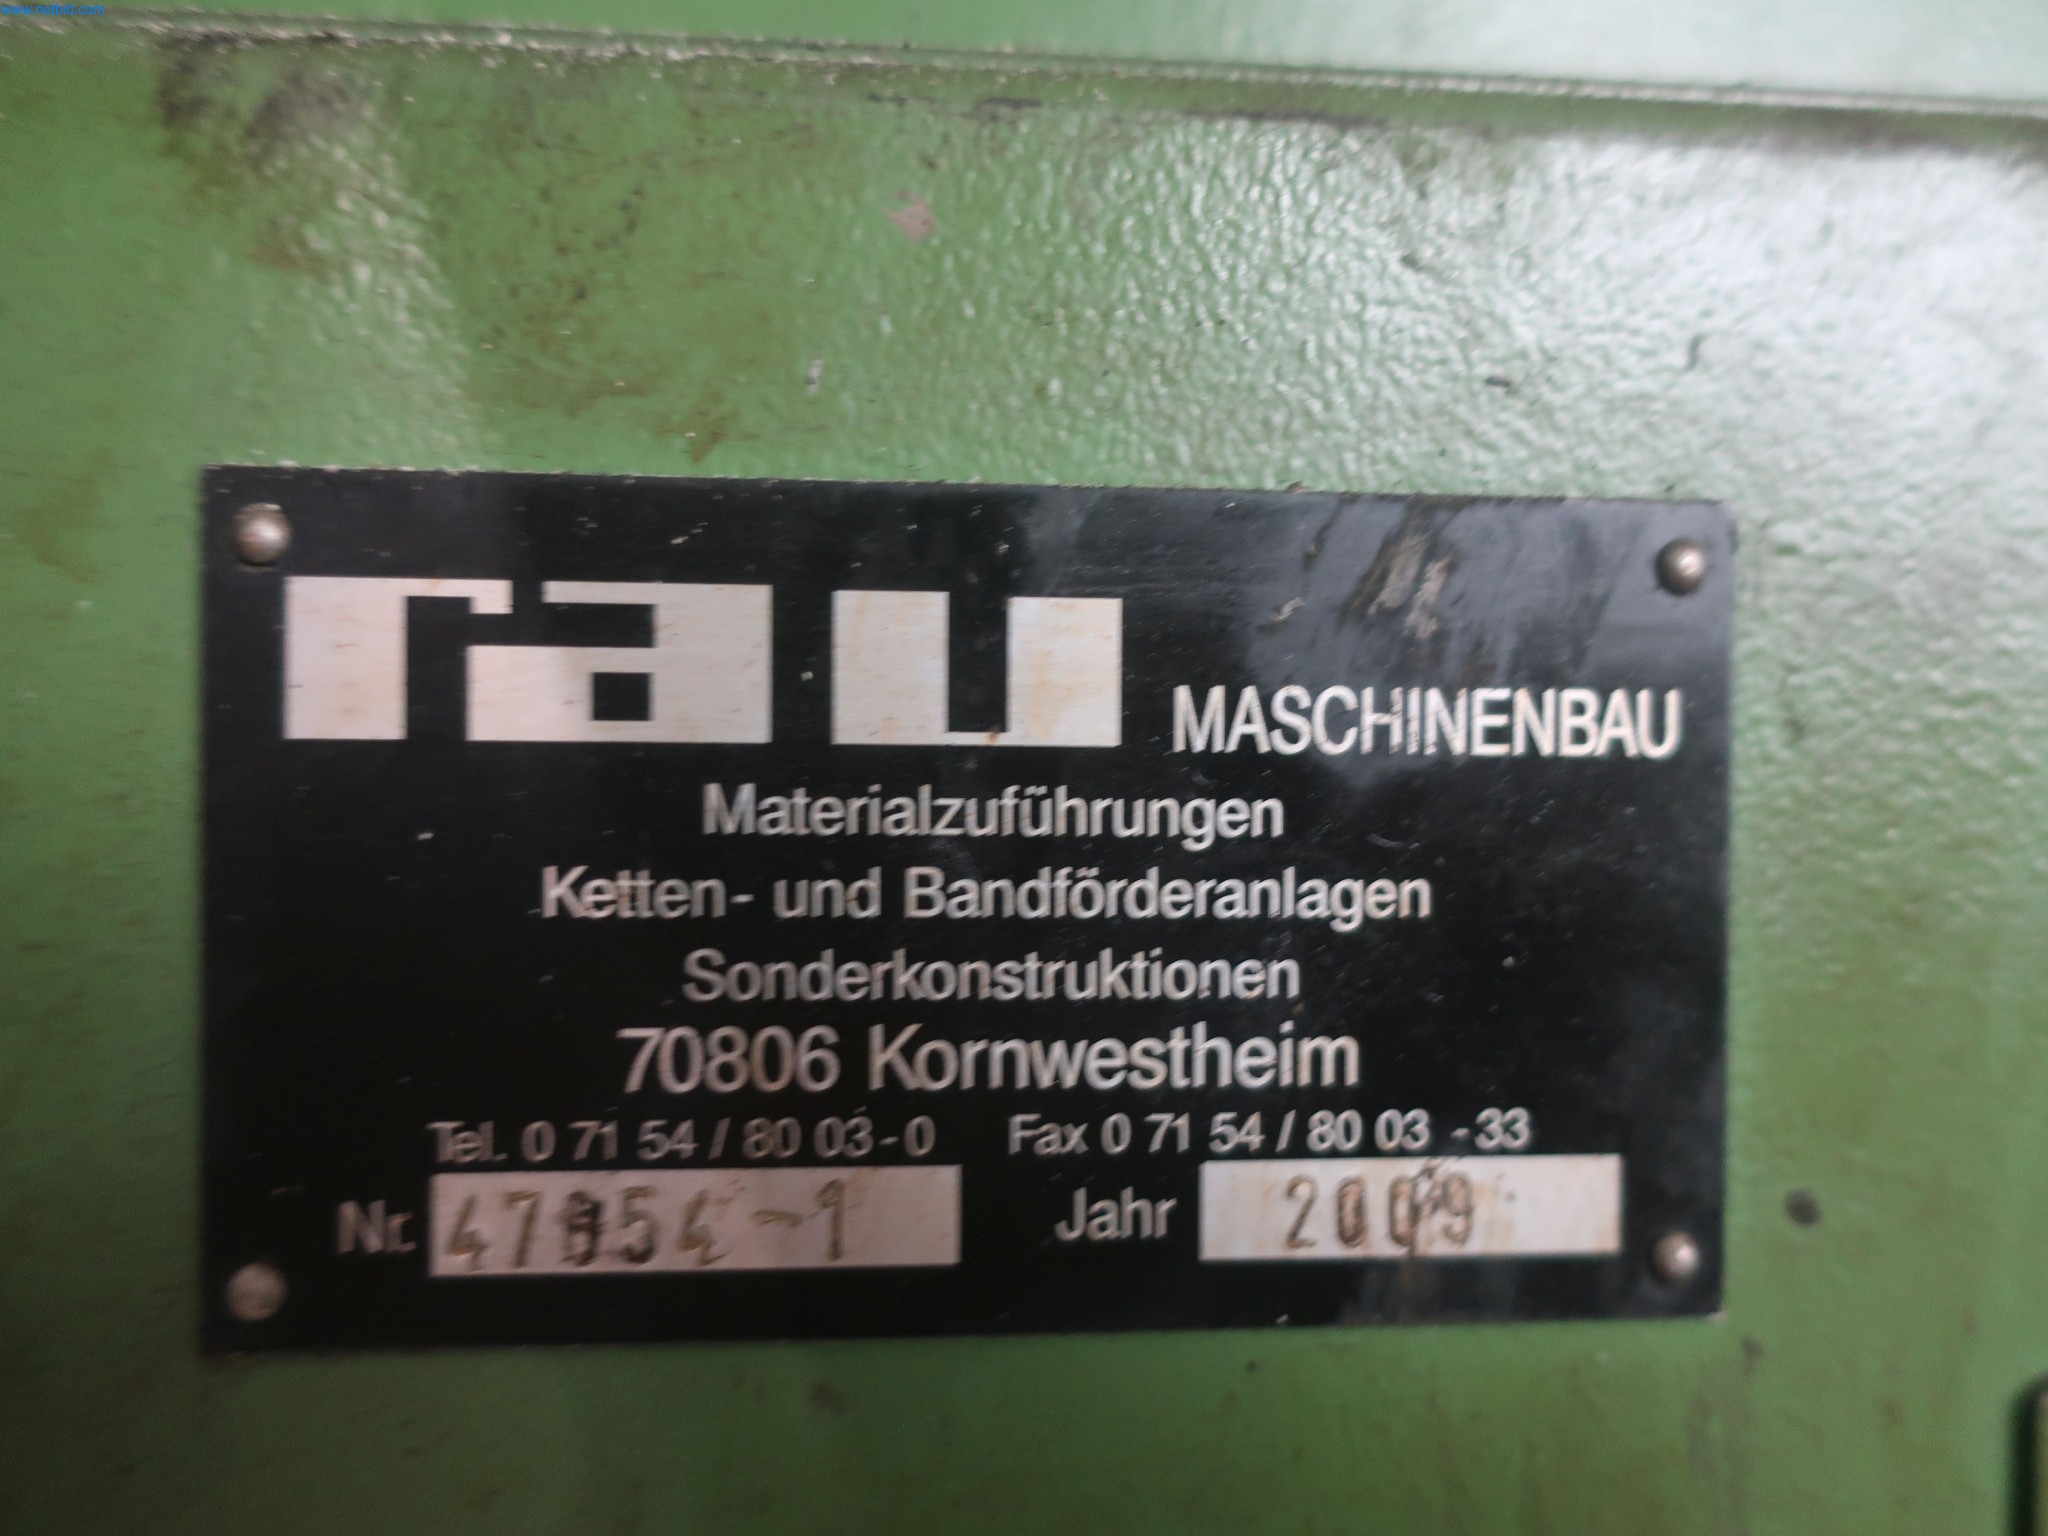 rau MASCHINENBAU
Materialzuführungen
Ketten- und Bandförderanlagen
Sonderkonstruktionen
70806 Kornwestheim
Tel. 0 71 54 / 80 03-0 Fax 0 71 54 / 80 03 -33
Nr. Jahr 2009